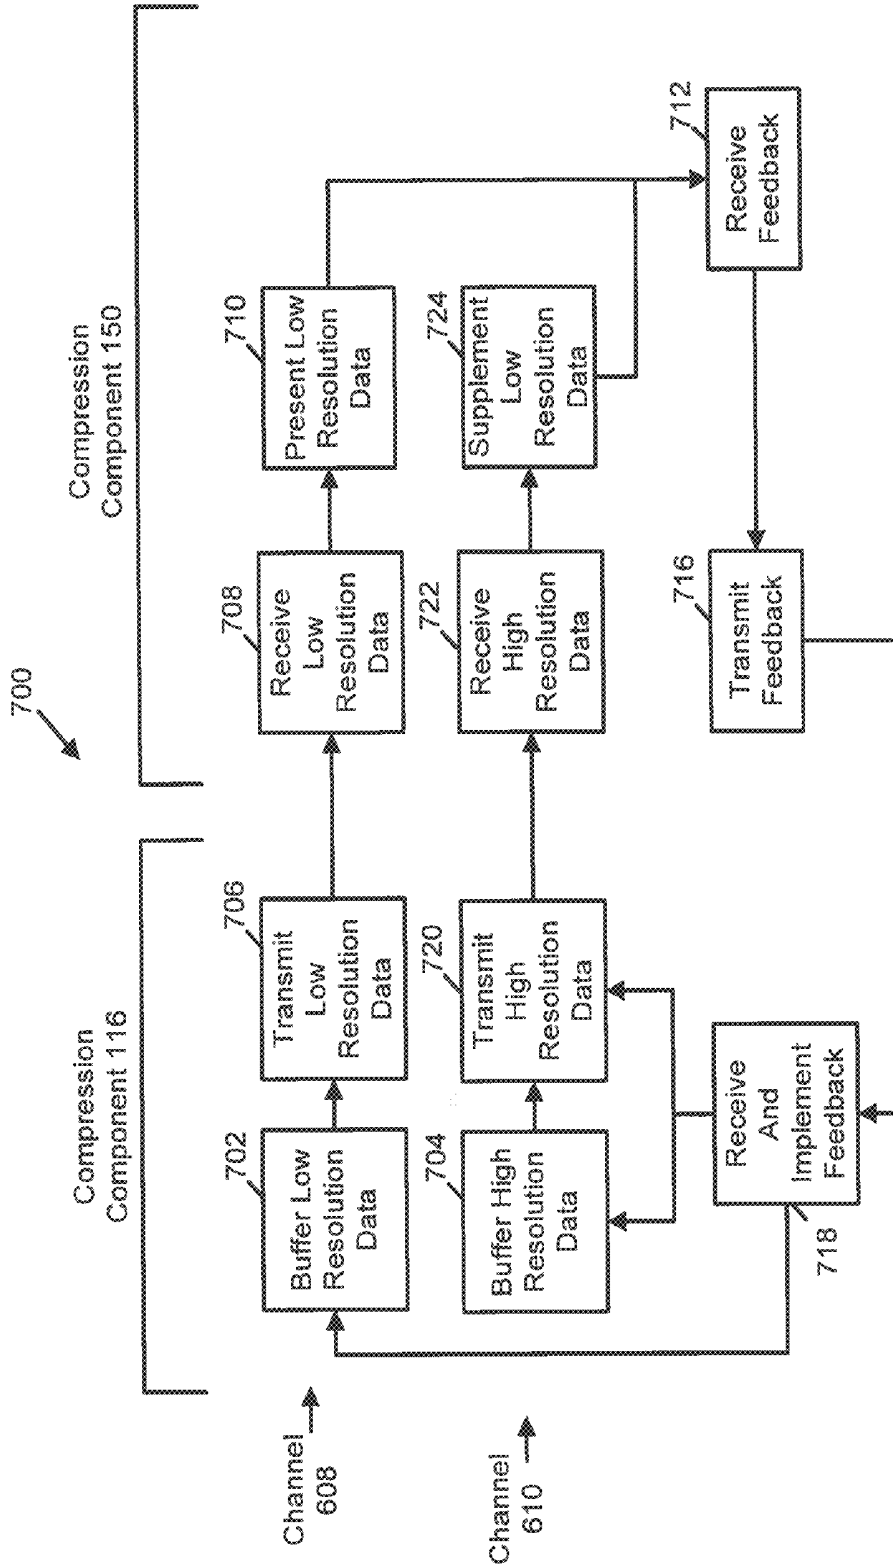 700
Compression
Component 116
Compression
Component 150
Channel
608
702
Buffer Low
Resolution
Data
706
Transmit
Low
Resolution
Data
708
Receive
Low
Resolution
Data
710
Present Low
Resolution
Data
Channel
610
704
Buffer High
Resolution
Data
720
Transmit
High
Resolution
Data
722
Receive
High
Resolution
Data
724
Supplement
Low
Resolution
Data
718
Receive
And
Implement
Feedback
716
Transmit
Feedback
712
Receive
Feedback